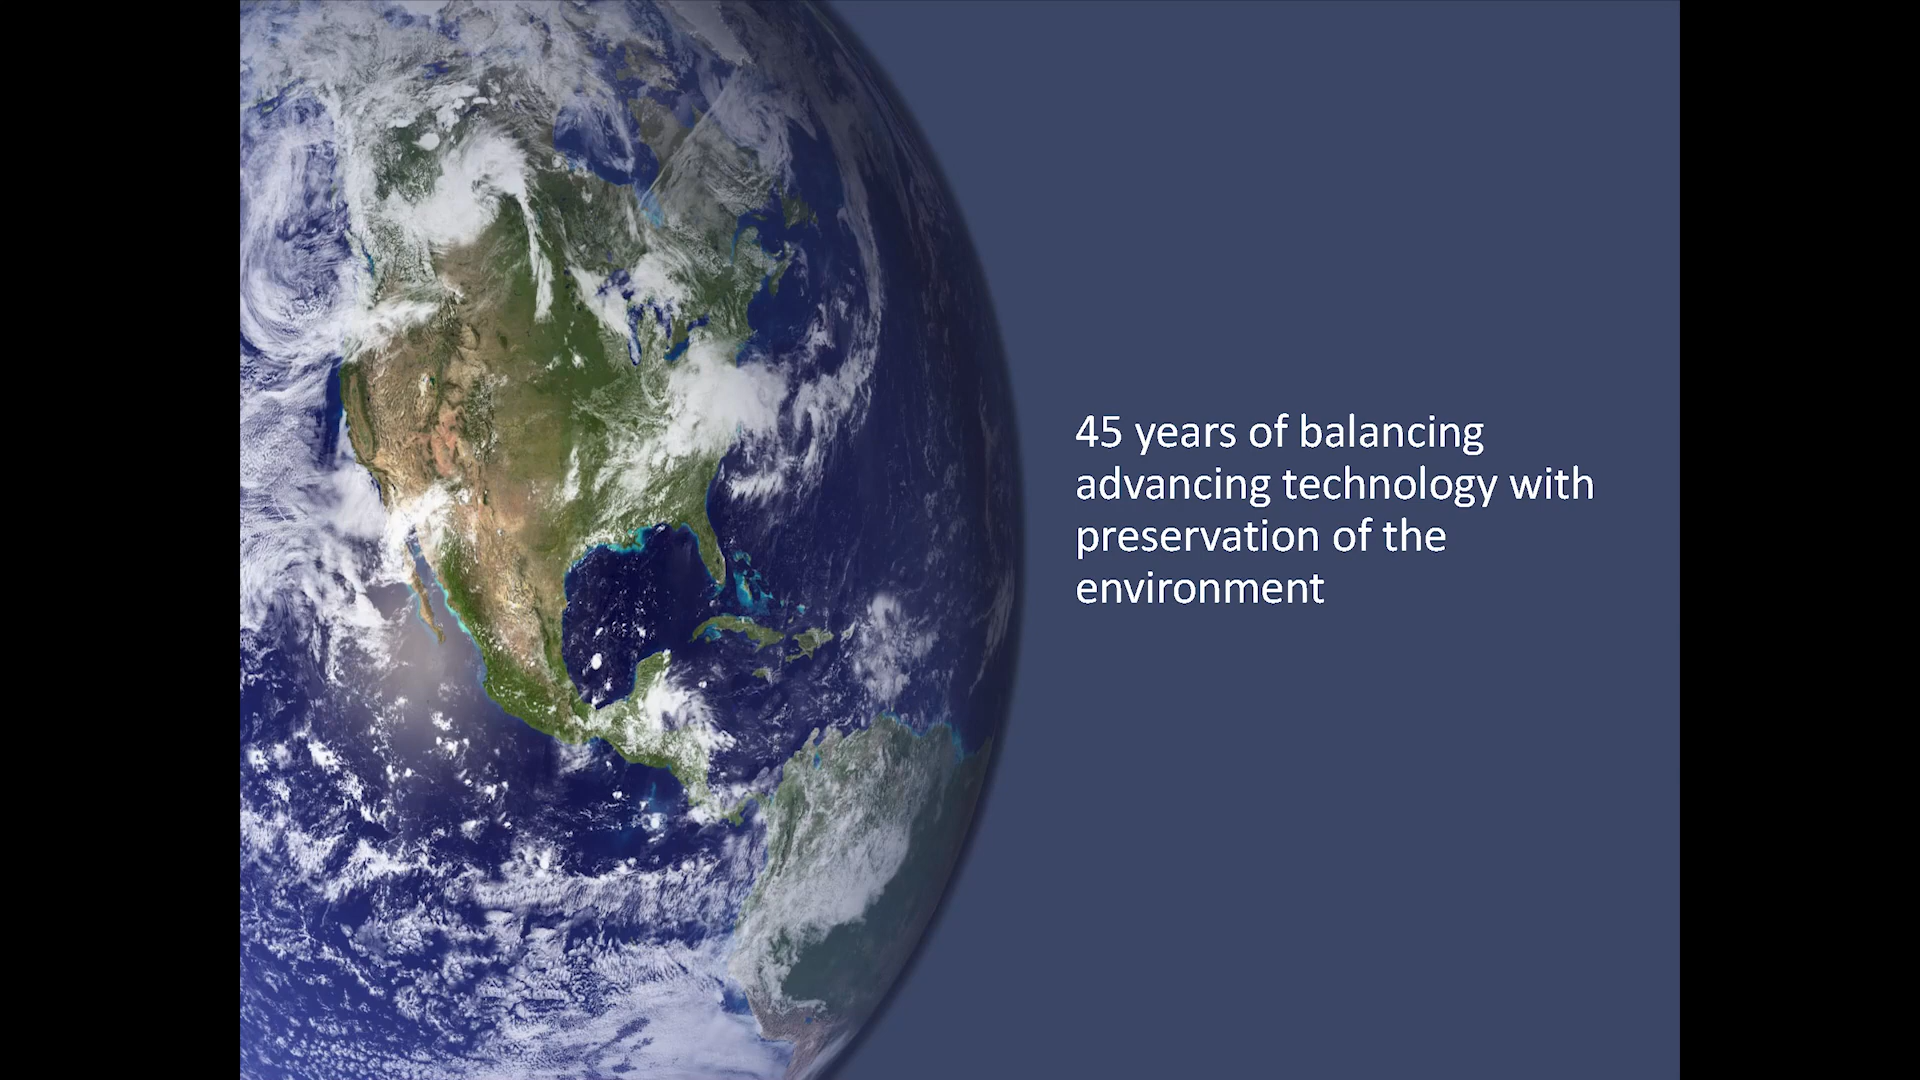 45 years of balancing
advancing technology with
preservation of the
environment